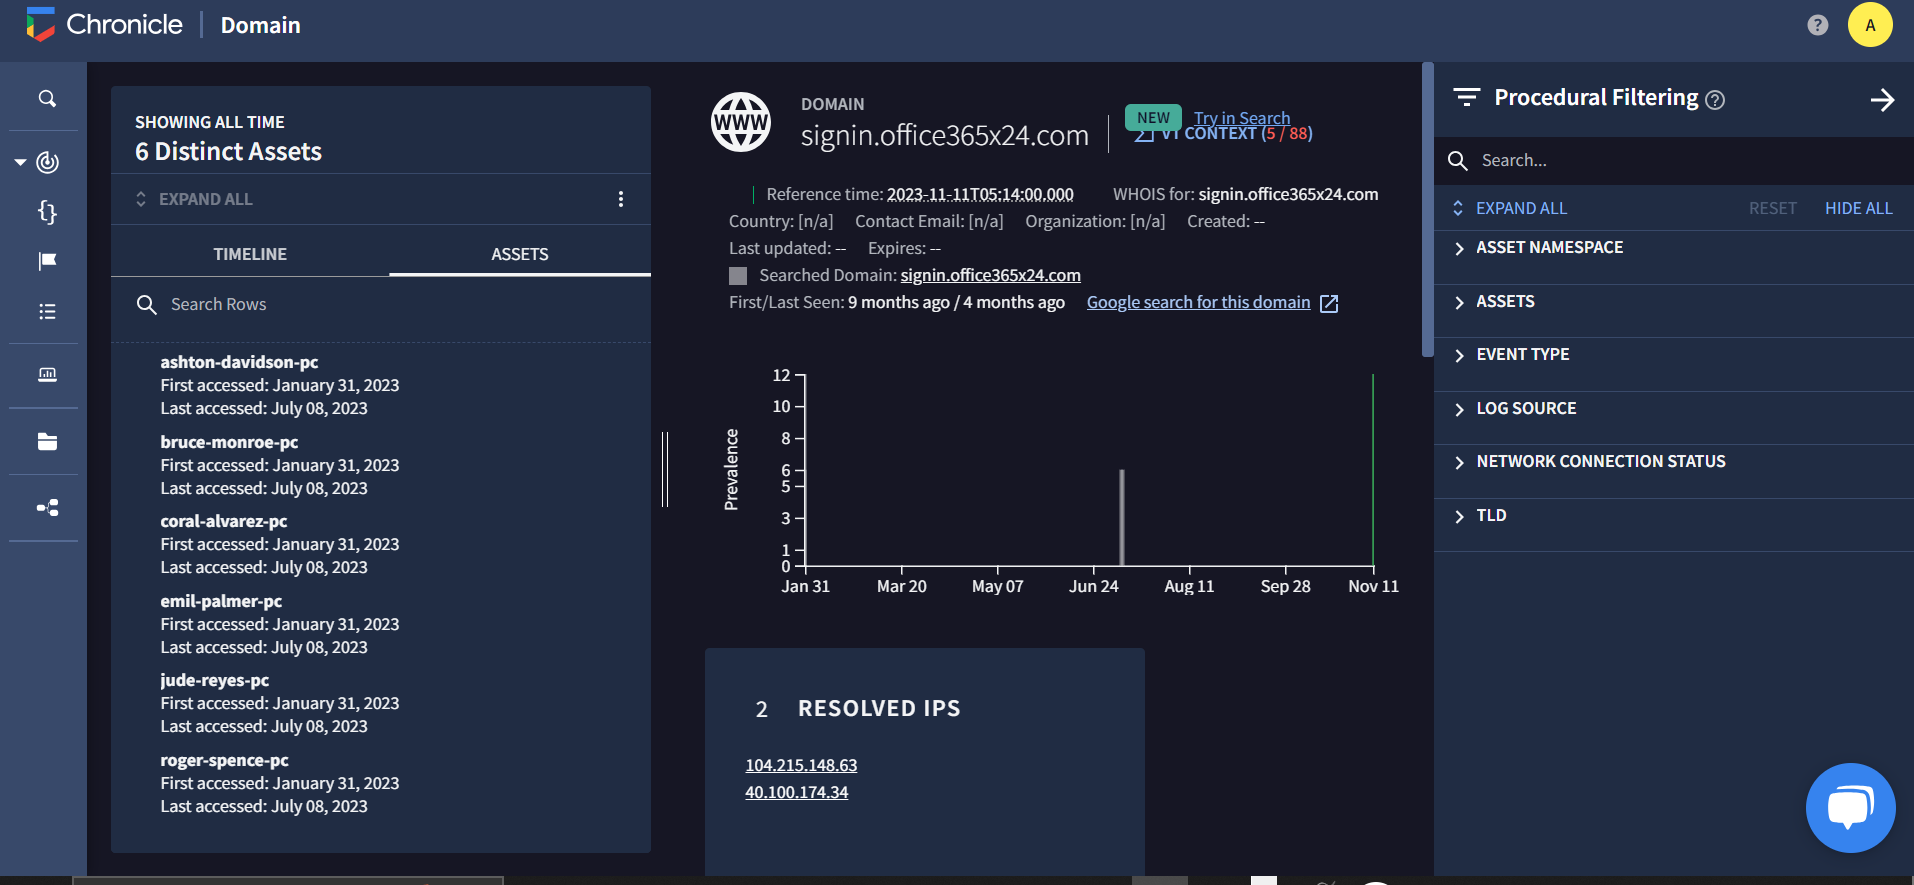 Chronicle | Domain
?
A
SHOWING ALL TIME
6 Distinct Assets
EXPAND ALL
TIMELINE ASSETS
Search Rows
ashton-davidson-pc
First accessed: January 31, 2023
Last accessed: July 08, 2023
bruce-monroe-pc
First accessed: January 31, 2023
Last accessed: July 08, 2023
coral-alvarez-pc
First accessed: January 31, 2023
Last accessed: July 08, 2023
emil-palmer-pc
First accessed: January 31, 2023
Last accessed: July 08, 2023
jude-reyes-pc
First accessed: January 31, 2023
Last accessed: July 08, 2023
roger-spence-pc
First accessed: January 31, 2023
Last accessed: July 08, 2023
WWW
DOMAIN
signin.office365x24.com
NEW Try in Search
VT CONTEXT (5 / 88)
Reference time: 2023-11-11T05:14:00.000 WHOIS for: signin.office365x24.com
Country: [n/a] Contact Email: [n/a] Organization: [n/a] Created: --
Last updated: -- Expires: --
Searched Domain: signin.office365x24.com
First/Last Seen: 9 months ago / 4 months ago Google search for this domain
Prevalence
12
10
8
6
5
3
1
0
Jan 31 Mar 20 May 07 Jun 24 Aug 11 Sep 28 Nov 11
2 RESOLVED IPS
104.215.148.63
40.100.174.34
Procedural Filtering ?
Search...
EXPAND ALL RESET HIDE ALL
ASSET NAMESPACE
ASSETS
EVENT TYPE
LOG SOURCE
NETWORK CONNECTION STATUS
TLD